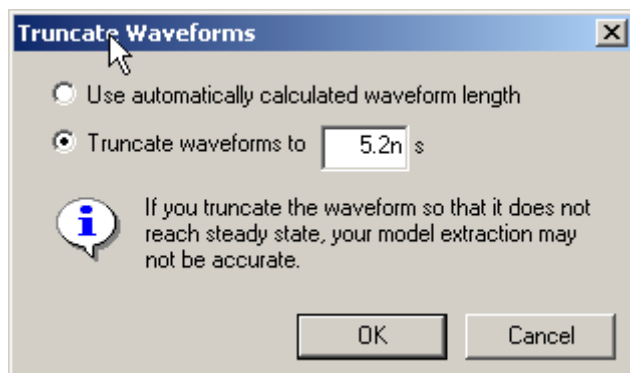 Truncate Waveforms
Use automatically calculated waveform length
Truncate waveforms to 5.2n s
If you truncate the waveform so that it does not
reach steady state, your model extraction may
not be accurate.
OK Cancel